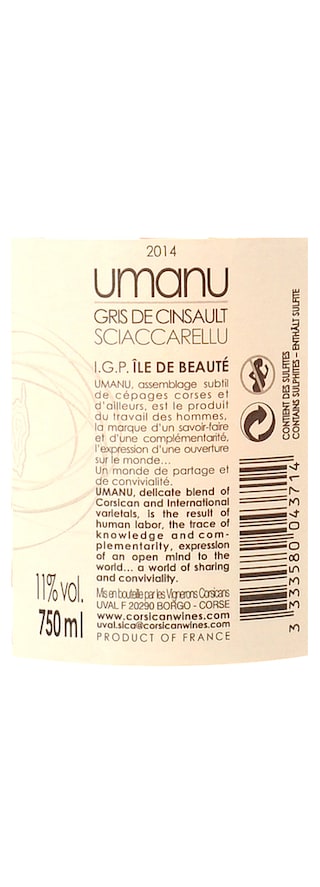 2014
umanu
GRIS DE CINSAULT
SCIACCARELLU
I.G.P. ÎLE DE BEAUTÉ
UMANU, assemblage subtil
de cépages corses et
d'ailleurs, est le produit
du travail des hommes,
la marque d'un savoir-faire
et d'une complémentarité,
l'expression d'une ouverture
sur le monde...
Un monde de partage et
de convivialité.
UMANU, delicate blend of
Corsican and International
varietals, is the result of
human labor, the trace of
knowledge and com-
plementarity, expression
of an open mind to the
world... a world of sharing
and conviviality.
Mis en bouteille par les Vignerons Corsicans
UVAL F 20290 BORGO - CORSE
www.corsicanwines.com
uval.sica@corsicanwines.com
PRODUCT OF FRANCE
11% vol.
750 ml
CONTIENT DES SULFITES
CONTAINS SULPHITES – ENTHÄLT SULFITE
3 333580 043714